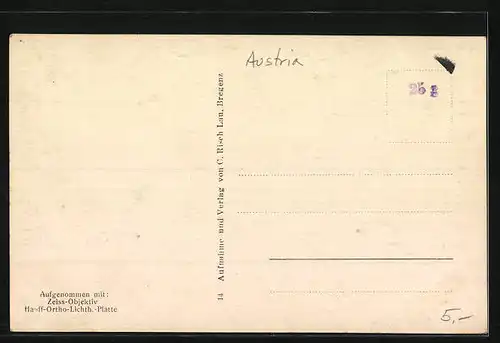 Austria
25 g
14 Aufnahme und Verlag von C. Risch Lau, Bregenz
Aufgenommen mit:
Zeiss-Objektiv
Hauff-Ortho-Lichth.-Platte
5,-